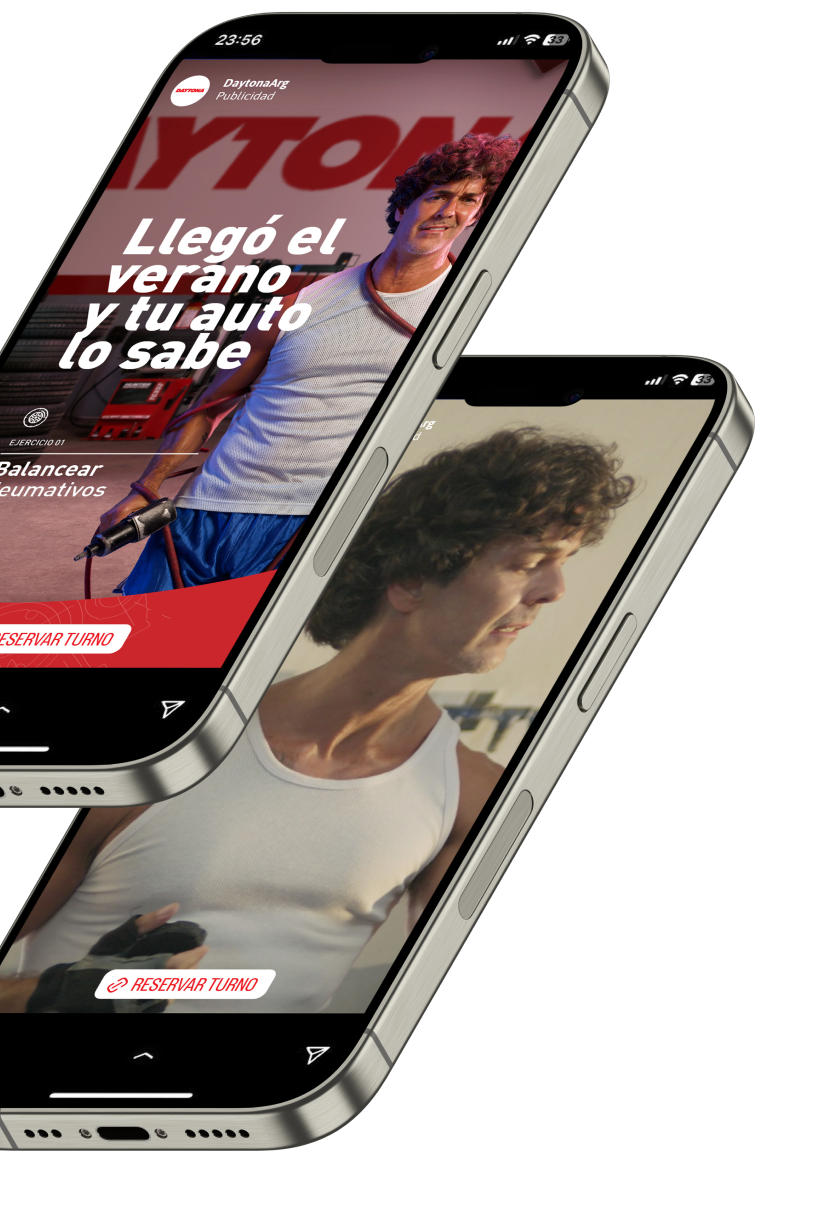 23:56
33
DAYTONA
DaytonaArg
Publicidad
AYTON
Llegó el
verano
y tu auto
lo sabe
EJERCICIO 01
Balancear
eumativos
ESERVAR TURNO
33
rg
RESERVAR TURNO